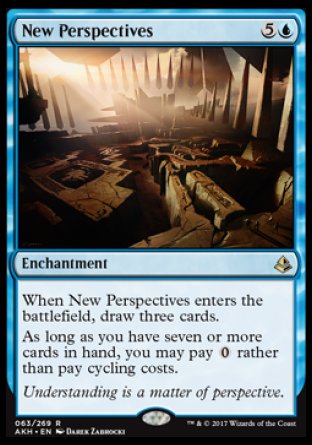 New Perspectives 5
Enchantment
When New Perspectives enters the
battlefield, draw three cards.
As long as you have seven or more
cards in hand, you may pay 0 rather
than pay cycling costs.
Understanding is a matter of perspective.
063/269 R
AKH • EN DAREK ZABROCKI
™ & © 2017 Wizards of the Coast